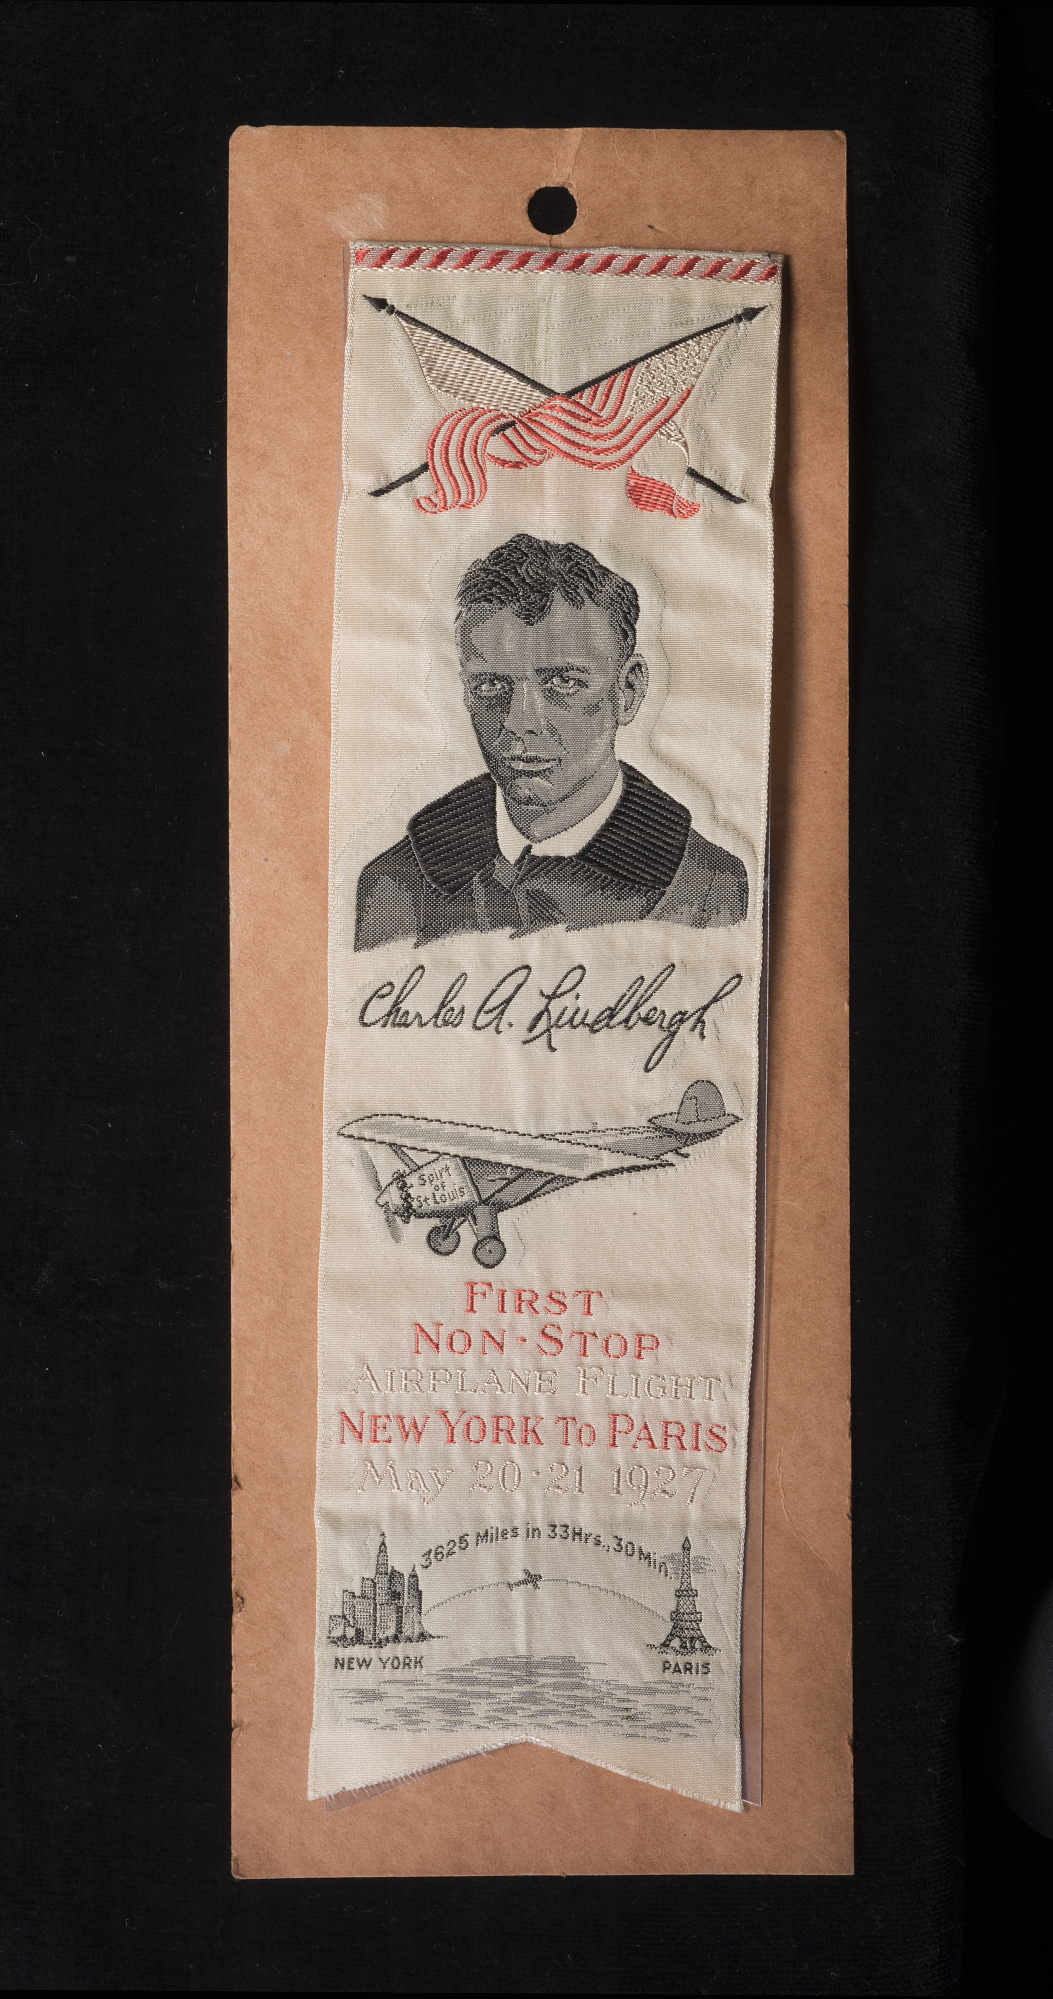 Charles A. Lindbergh
Spirt
of
St Louis
FIRST
NON-STOP
AIRPLANE FLIGHT
NEW YORK TO PARIS
May 20-21 1927
3625 Miles in 33Hrs., 30Min.
NEW YORK
PARIS